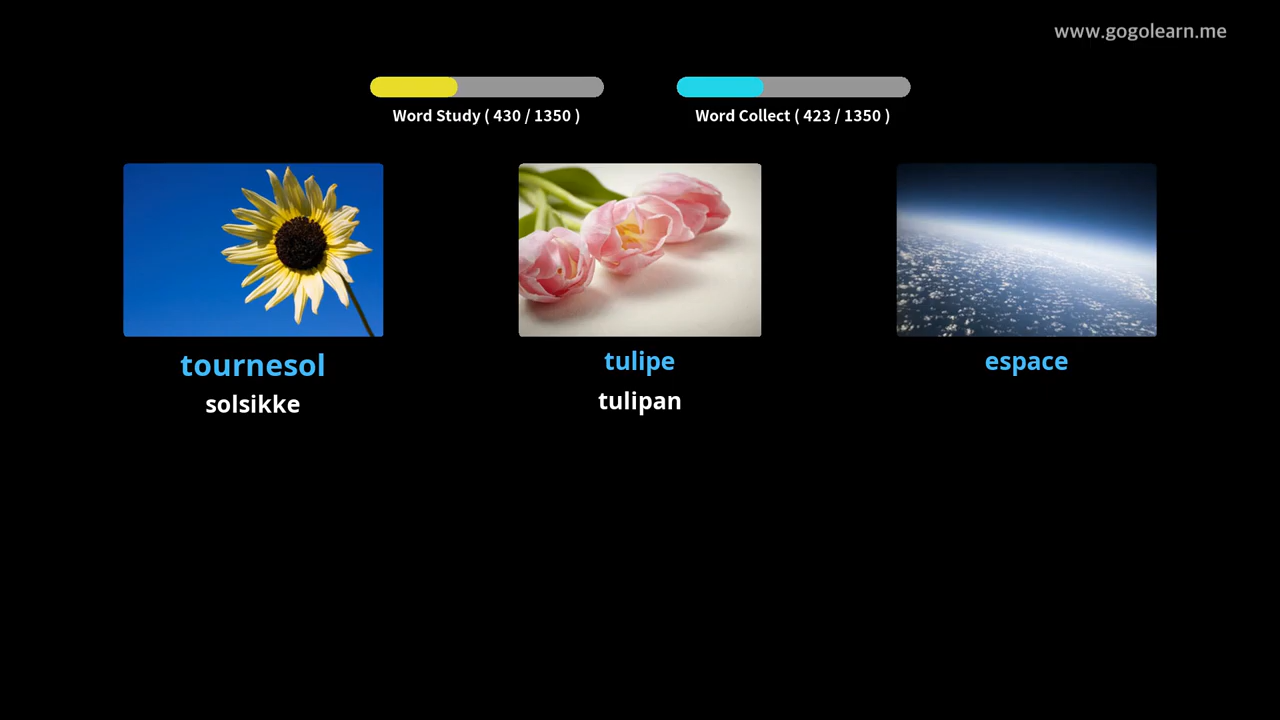 www.gogolearn.me
Word Study ( 430 / 1350 )
Word Collect ( 423 / 1350 )
tournesol
solsikke
tulipe
tulipan
espace